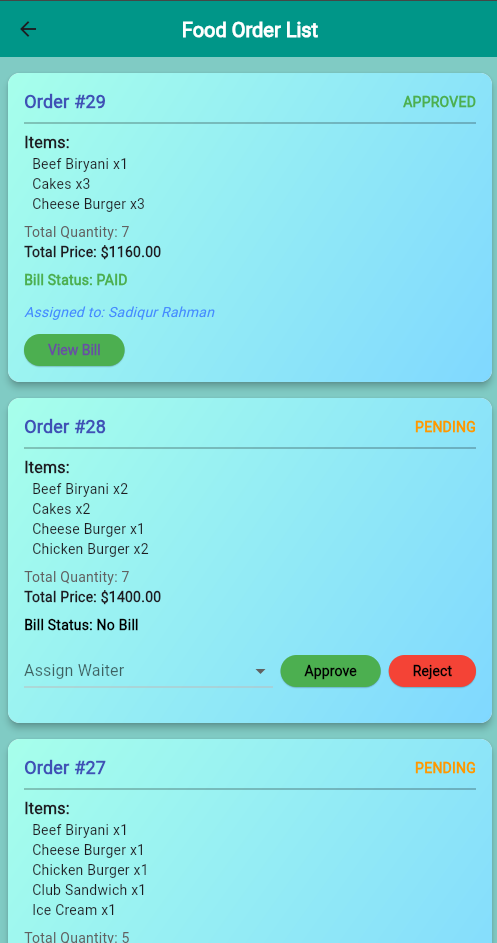 Food Order List
Order #29 APPROVED
Items:
Beef Biryani x1
Cakes x3
Cheese Burger x3
Total Quantity: 7
Total Price: $1160.00
Bill Status: PAID
Assigned to: Sadiqur Rahman
View Bill
Order #28 PENDING
Items:
Beef Biryani x2
Cakes x2
Cheese Burger x1
Chicken Burger x2
Total Quantity: 7
Total Price: $1400.00
Bill Status: No Bill
Assign Waiter Approve Reject
Order #27 PENDING
Items:
Beef Biryani x1
Cheese Burger x1
Chicken Burger x1
Club Sandwich x1
Ice Cream x1
Total Quantity: 5